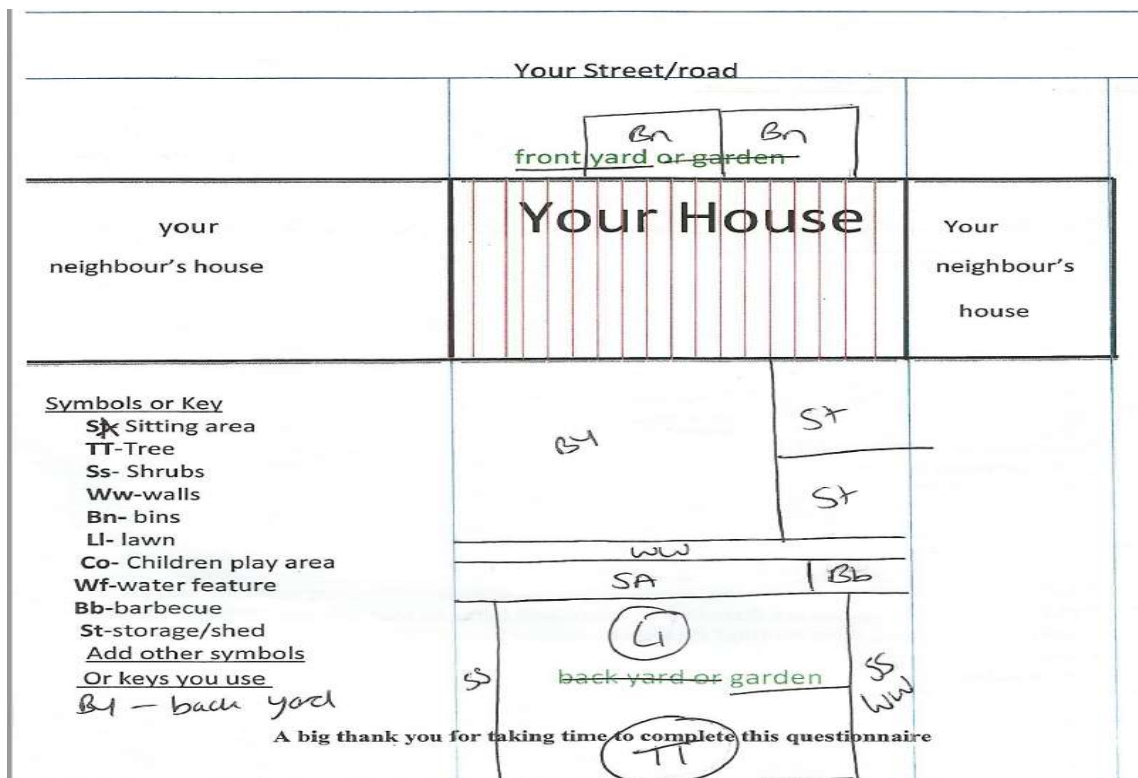 Your Street/road
Bn Bn
front yard or garden
Your House
your
neighbour's house
Your
neighbour's
house
Symbols or Key
St- Sitting area
TT-Tree
Ss- Shrubs
Ww-walls
Bn- bins
Ll- lawn
Co- Children play area
Wf-water feature
Bb-barbecue
St-storage/shed
Add other symbols
Or keys you use
By – back yard
By
St
St
WW
SA Bb
SS
back yard or garden
SS
WW
TT
A big thank you for taking time to complete this questionnaire